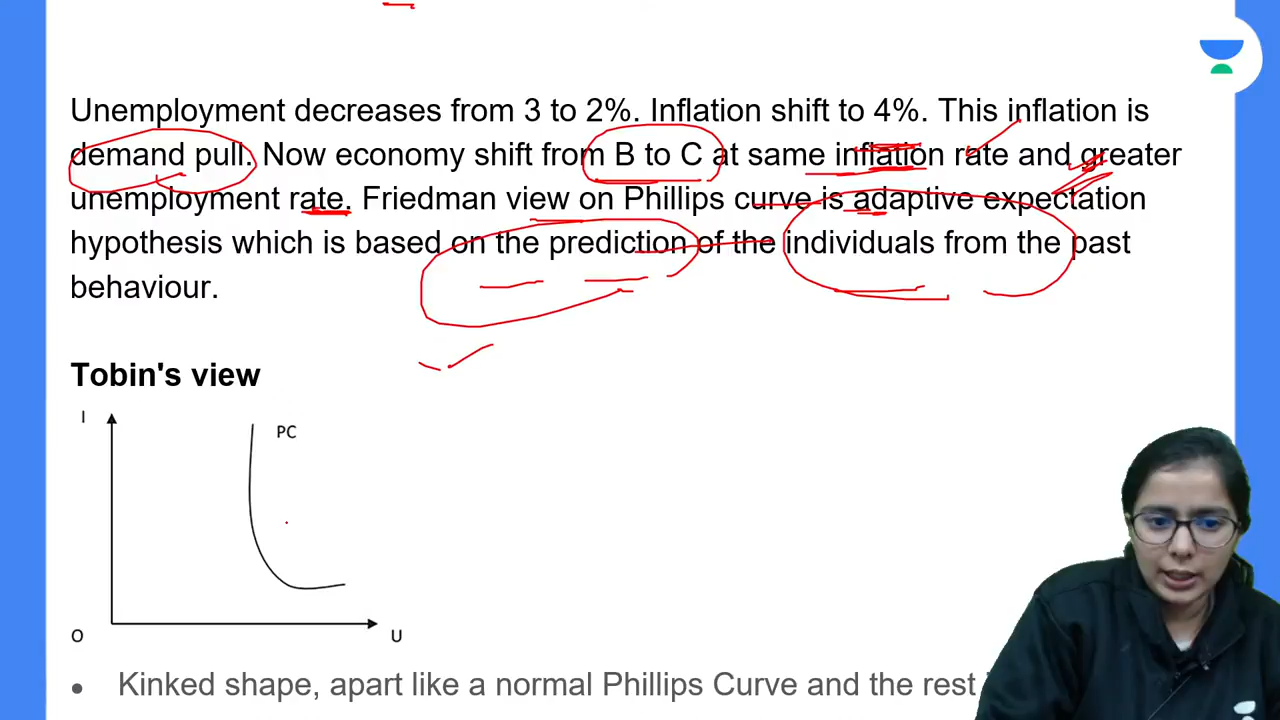 Unemployment decreases from 3 to 2%. Inflation shift to 4%. This inflation is
demand pull. Now economy shift from B to C at same inflation rate and greater
unemployment rate. Friedman view on Phillips curve is adaptive expectation
hypothesis which is based on the prediction of the individuals from the past
behaviour.
Tobin's view
I
PC
O
U
• Kinked shape, apart like a normal Phillips Curve and the rest